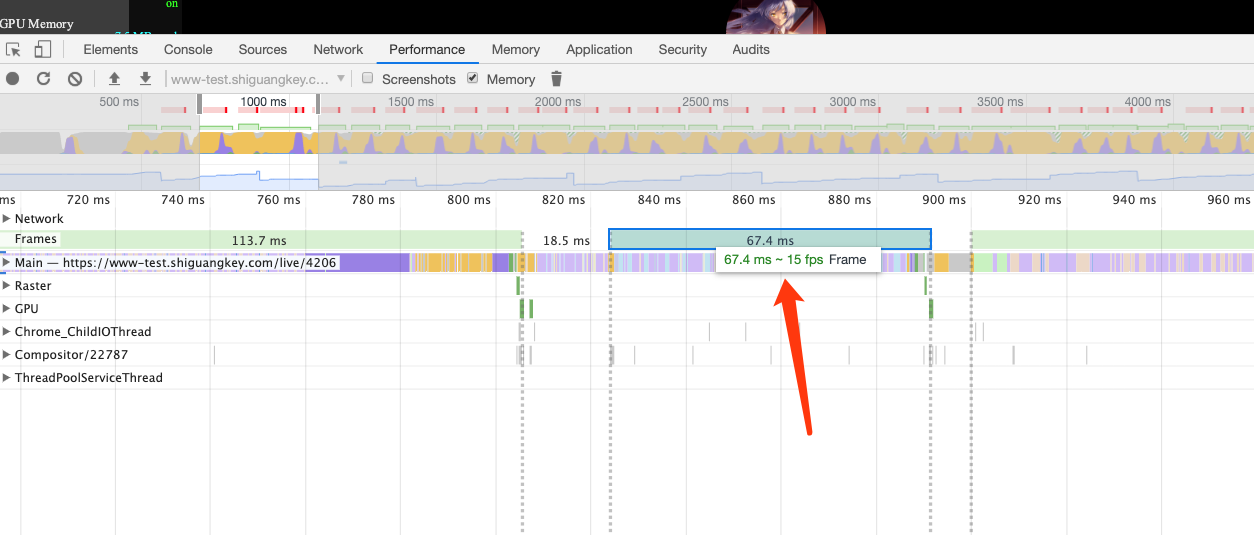 on
GPU Memory
Elements Console Sources Network Performance Memory Application Security Audits
www-test.shiguangkey.c... Screenshots Memory
500 ms 1000 ms 1500 ms 2000 ms 2500 ms 3000 ms 3500 ms 4000 ms
ms 720 ms 740 ms 760 ms 780 ms 800 ms 820 ms 840 ms 860 ms 880 ms 900 ms 920 ms 940 ms 960 ms
Network
Frames 113.7 ms 18.5 ms 67.4 ms
67.4 ms ~ 15 fps Frame
Main — https://www-test.shiguangkey.com/live/4206
Raster
GPU
Chrome_ChildIOThread
Compositor/22787
ThreadPoolServiceThread